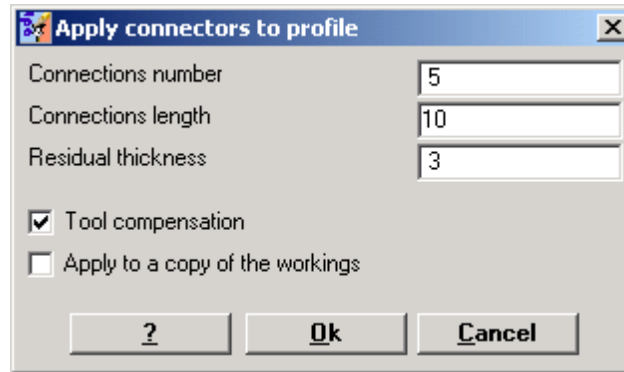 Apply connectors to profile
Connections number 5
Connections length 10
Residual thickness 3
Tool compensation
Apply to a copy of the workings
? Ok Cancel